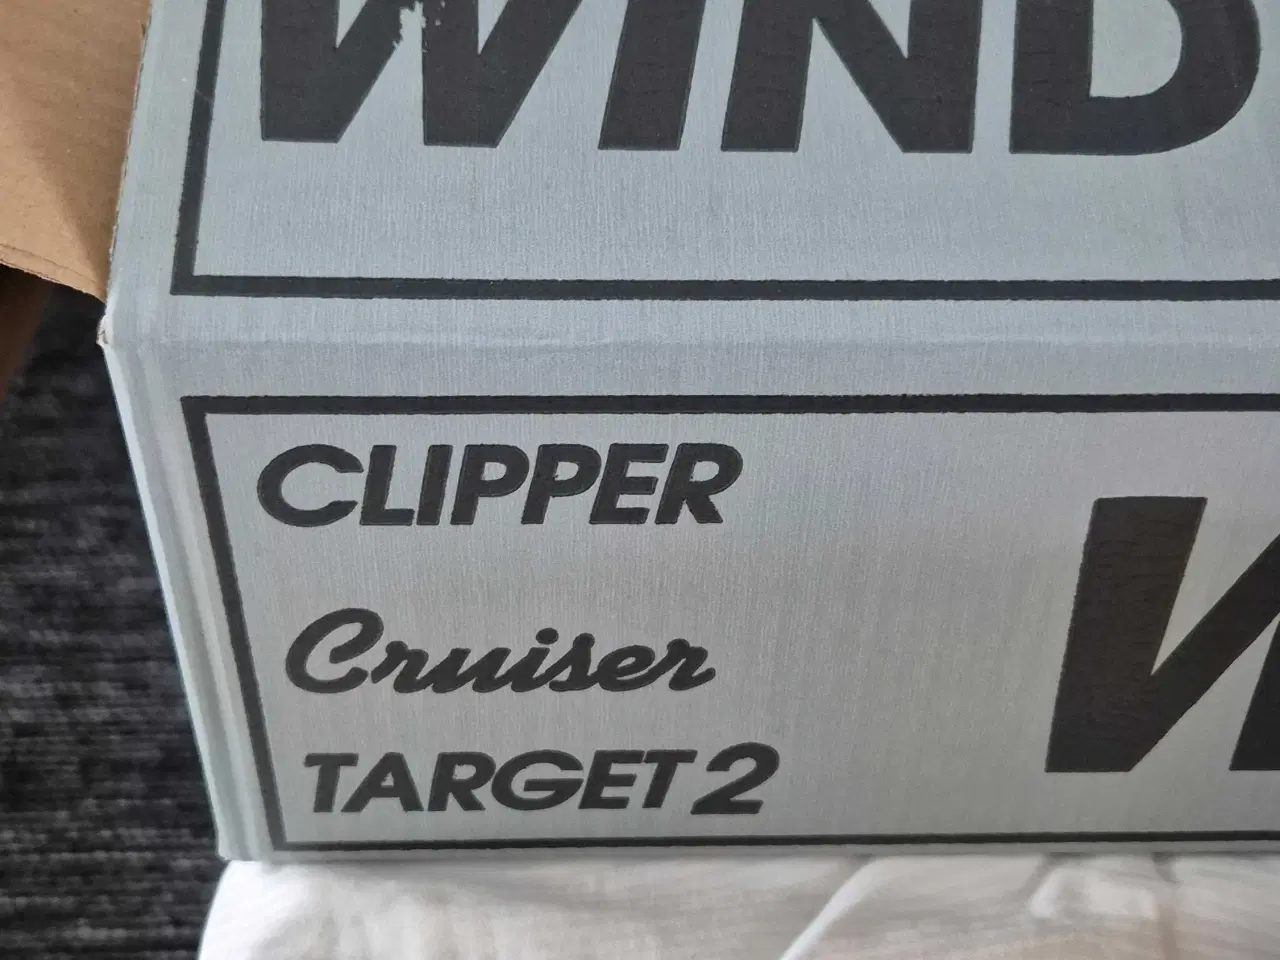 WIND
CLIPPER
Cruiser
TARGET 2
W